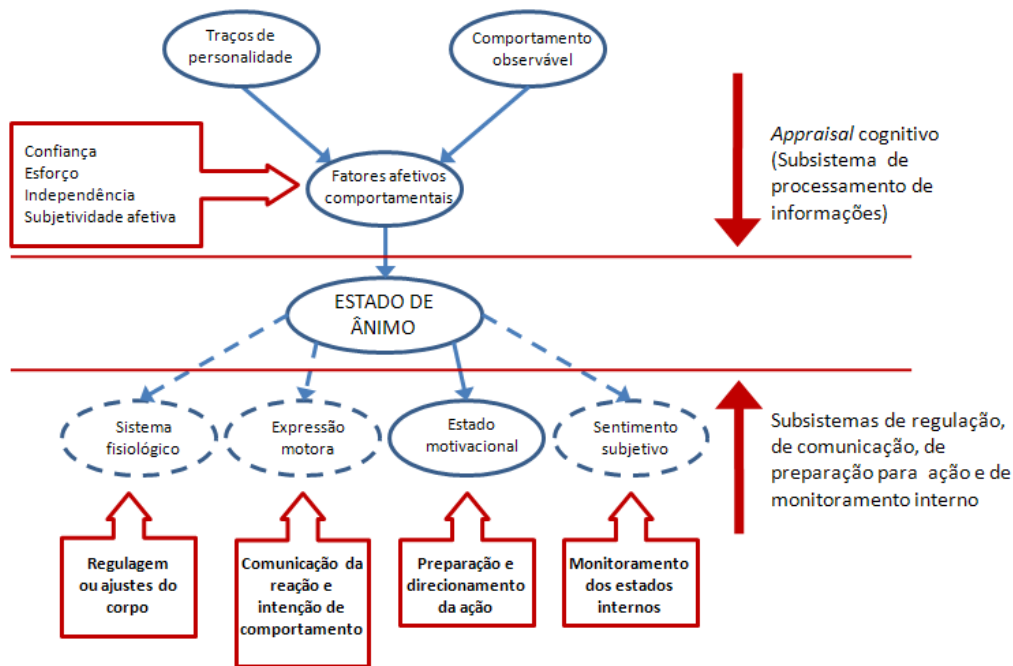 Traços de
personalidade
Comportamento
observável
Confiança
Esforço
Independência
Subjetividade afetiva
Fatores afetivos
comportamentais
Appraisal cognitivo
(Subsistema de
processamento de
informações)
ESTADO DE
ÂNIMO
Sistema
fisiológico
Expressão
motora
Estado
motivacional
Sentimento
subjetivo
Subsistemas de regulação,
de comunicação, de
preparação para ação e de
monitoramento interno
Regulagem
ou ajustes do
corpo
Comunicação da
reação e
intenção de
comportamento
Preparação e
direcionamento
da ação
Monitoramento
dos estados
internos